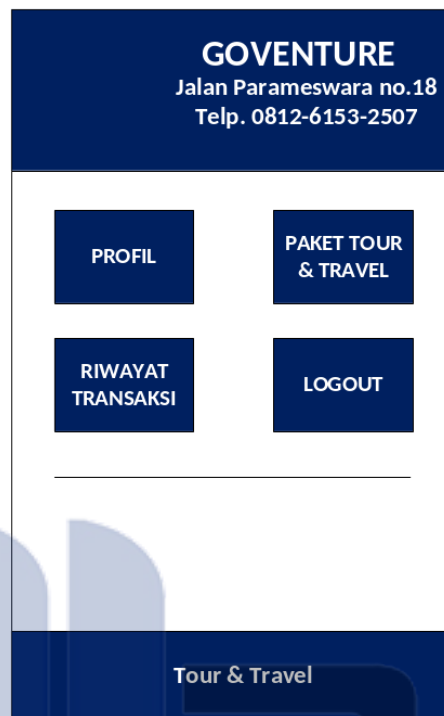 GOVENTURE
Jalan Parameswara no.18
Telp. 0812-6153-2507
PROFIL
PAKET TOUR
& TRAVEL
RIWAYAT
TRANSAKSI
LOGOUT
Tour & Travel